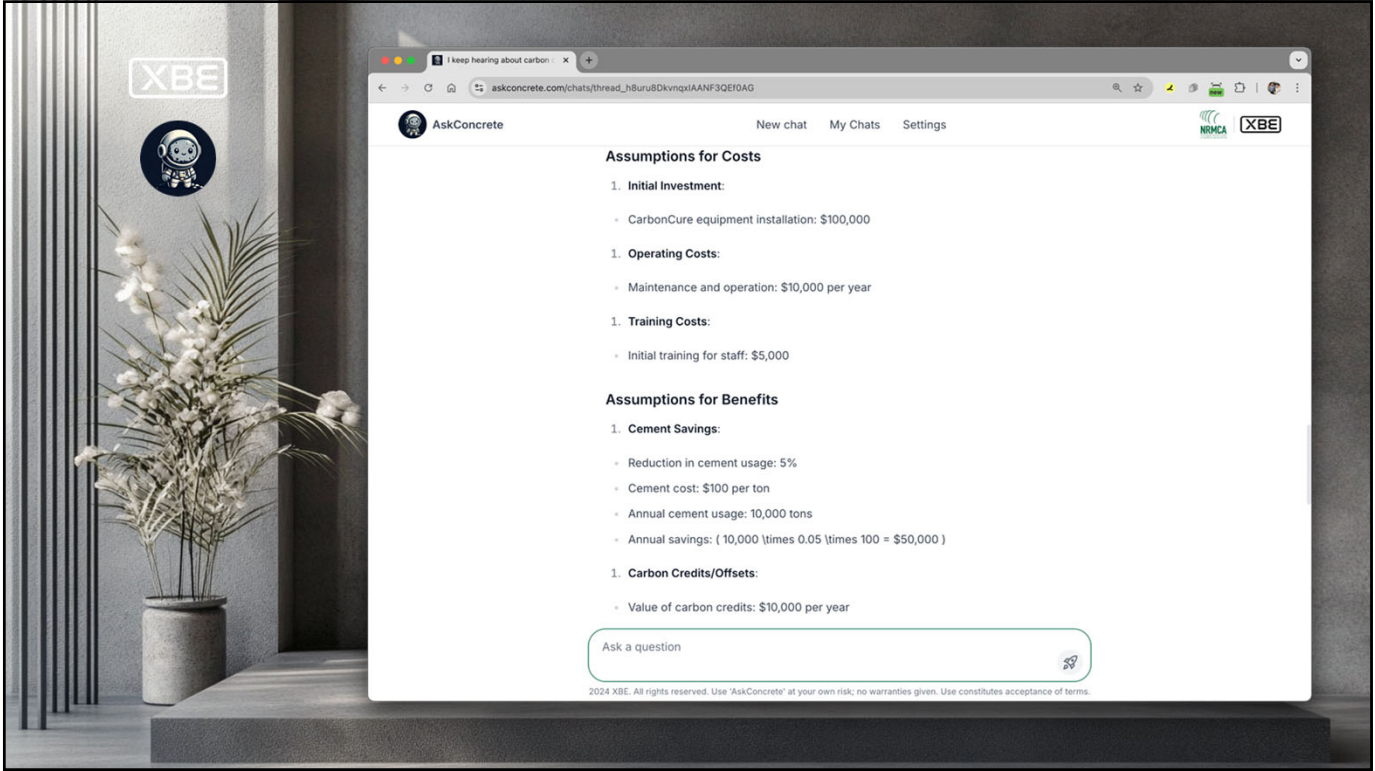 XBE
I keep hearing about carbon c
askconcrete.com/chats/thread_h8uru8DkvnqxlAANF3QEf0AG
AskConcrete
New chat
My Chats
Settings
NRMCA
XBE
Assumptions for Costs
1. Initial Investment:
CarbonCure equipment installation: $100,000
1. Operating Costs:
Maintenance and operation: $10,000 per year
1. Training Costs:
Initial training for staff: $5,000
Assumptions for Benefits
1. Cement Savings:
Reduction in cement usage: 5%
Cement cost: $100 per ton
Annual cement usage: 10,000 tons
Annual savings: ( 10,000 \times 0.05 \times 100 = $50,000 )
1. Carbon Credits/Offsets:
Value of carbon credits: $10,000 per year
Ask a question
2024 XBE. All rights reserved. Use 'AskConcrete' at your own risk; no warranties given. Use constitutes acceptance of terms.